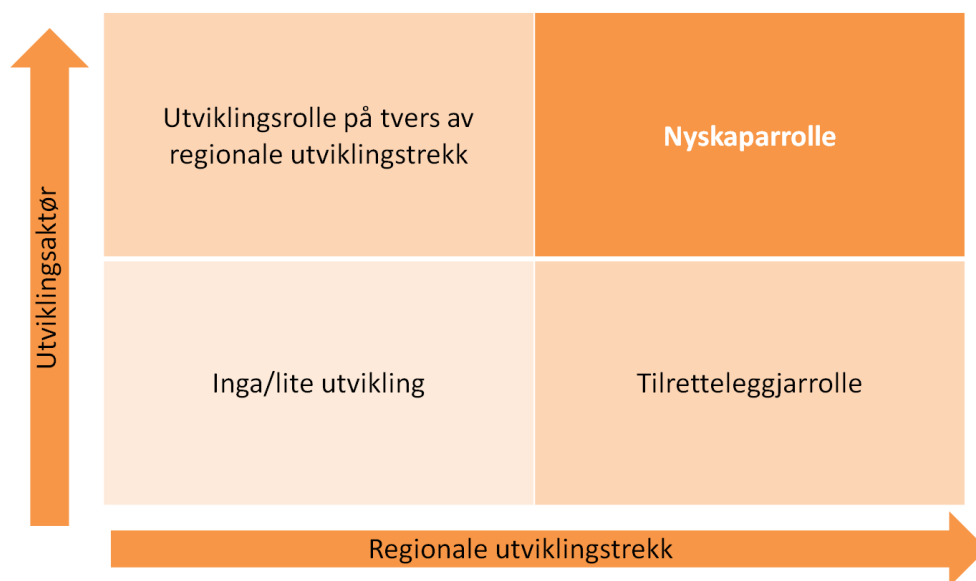 Utviklingsaktør
Utviklingsrolle på tvers av
regionale utviklingstrekk
Nyskaparrolle
Inga/lite utvikling
Tilretteleggjarrolle
Regionale utviklingstrekk